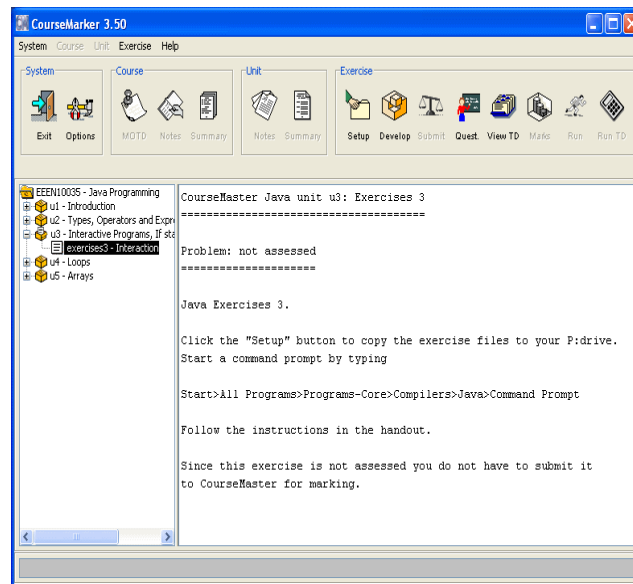 CourseMarker 3.50
System Course Unit Exercise Help
System Course Unit Exercise
Exit Options MOTD Notes Summary Notes Summary Setup Develop Submit Quest. View TD Marks Run Run TD
EEEN10035 - Java Programming
u1 - Introduction
u2 - Types, Operators and Expr
u3 - Interactive Programs, If sta
exercises3 - Interaction
u4 - Loops
u5 - Arrays
CourseMaster Java unit u3: Exercises 3
========================================
Problem: not assessed
======================
Java Exercises 3.
Click the "Setup" button to copy the exercise files to your P:drive.
Start a command prompt by typing
Start>All Programs>Programs-Core>Compilers>Java>Command Prompt
Follow the instructions in the handout.
Since this exercise is not assessed you do not have to submit it
to CourseMaster for marking.